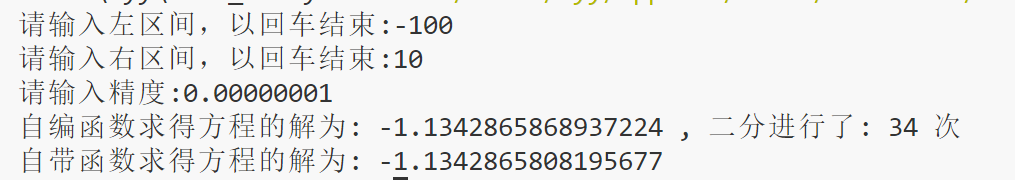 请输入左区间，以回车结束:-100
请输入右区间，以回车结束:10
请输入精度:0.00000001
自编函数求得方程的解为: -1.1342865868937224 , 二分进行了: 34 次
自带函数求得方程的解为: -1.1342865808195677